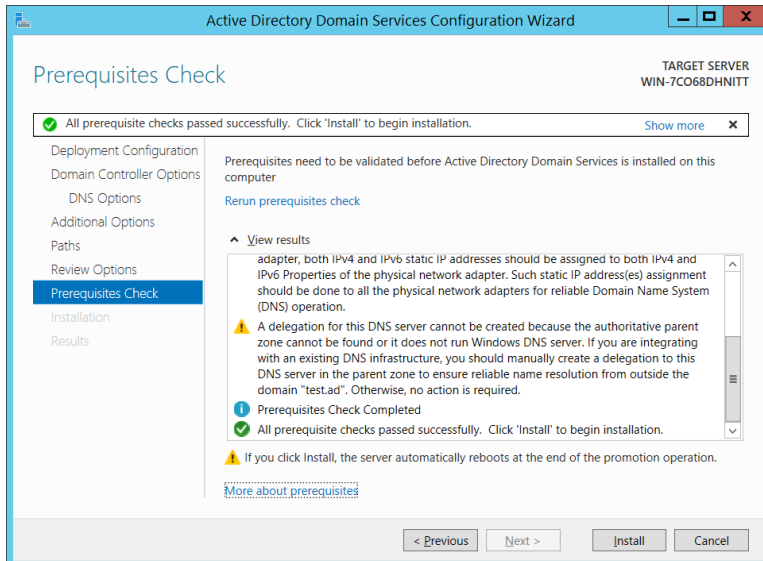 Active Directory Domain Services Configuration Wizard
Prerequisites Check
TARGET SERVER
WIN-7CO68DHNITT
All prerequisite checks passed successfully. Click 'Install' to begin installation.
Show more
Deployment Configuration
Domain Controller Options
DNS Options
Additional Options
Paths
Review Options
Prerequisites Check
Installation
Results
Prerequisites need to be validated before Active Directory Domain Services is installed on this
computer
Rerun prerequisites check
View results
adapter, both IPv4 and IPv6 static IP addresses should be assigned to both IPv4 and
IPv6 Properties of the physical network adapter. Such static IP address(es) assignment
should be done to all the physical network adapters for reliable Domain Name System
(DNS) operation.
A delegation for this DNS server cannot be created because the authoritative parent
zone cannot be found or it does not run Windows DNS server. If you are integrating
with an existing DNS infrastructure, you should manually create a delegation to this
DNS server in the parent zone to ensure reliable name resolution from outside the
domain "test.ad". Otherwise, no action is required.
Prerequisites Check Completed
All prerequisite checks passed successfully. Click 'Install' to begin installation.
If you click Install, the server automatically reboots at the end of the promotion operation.
More about prerequisites
< Previous
Next >
Install
Cancel